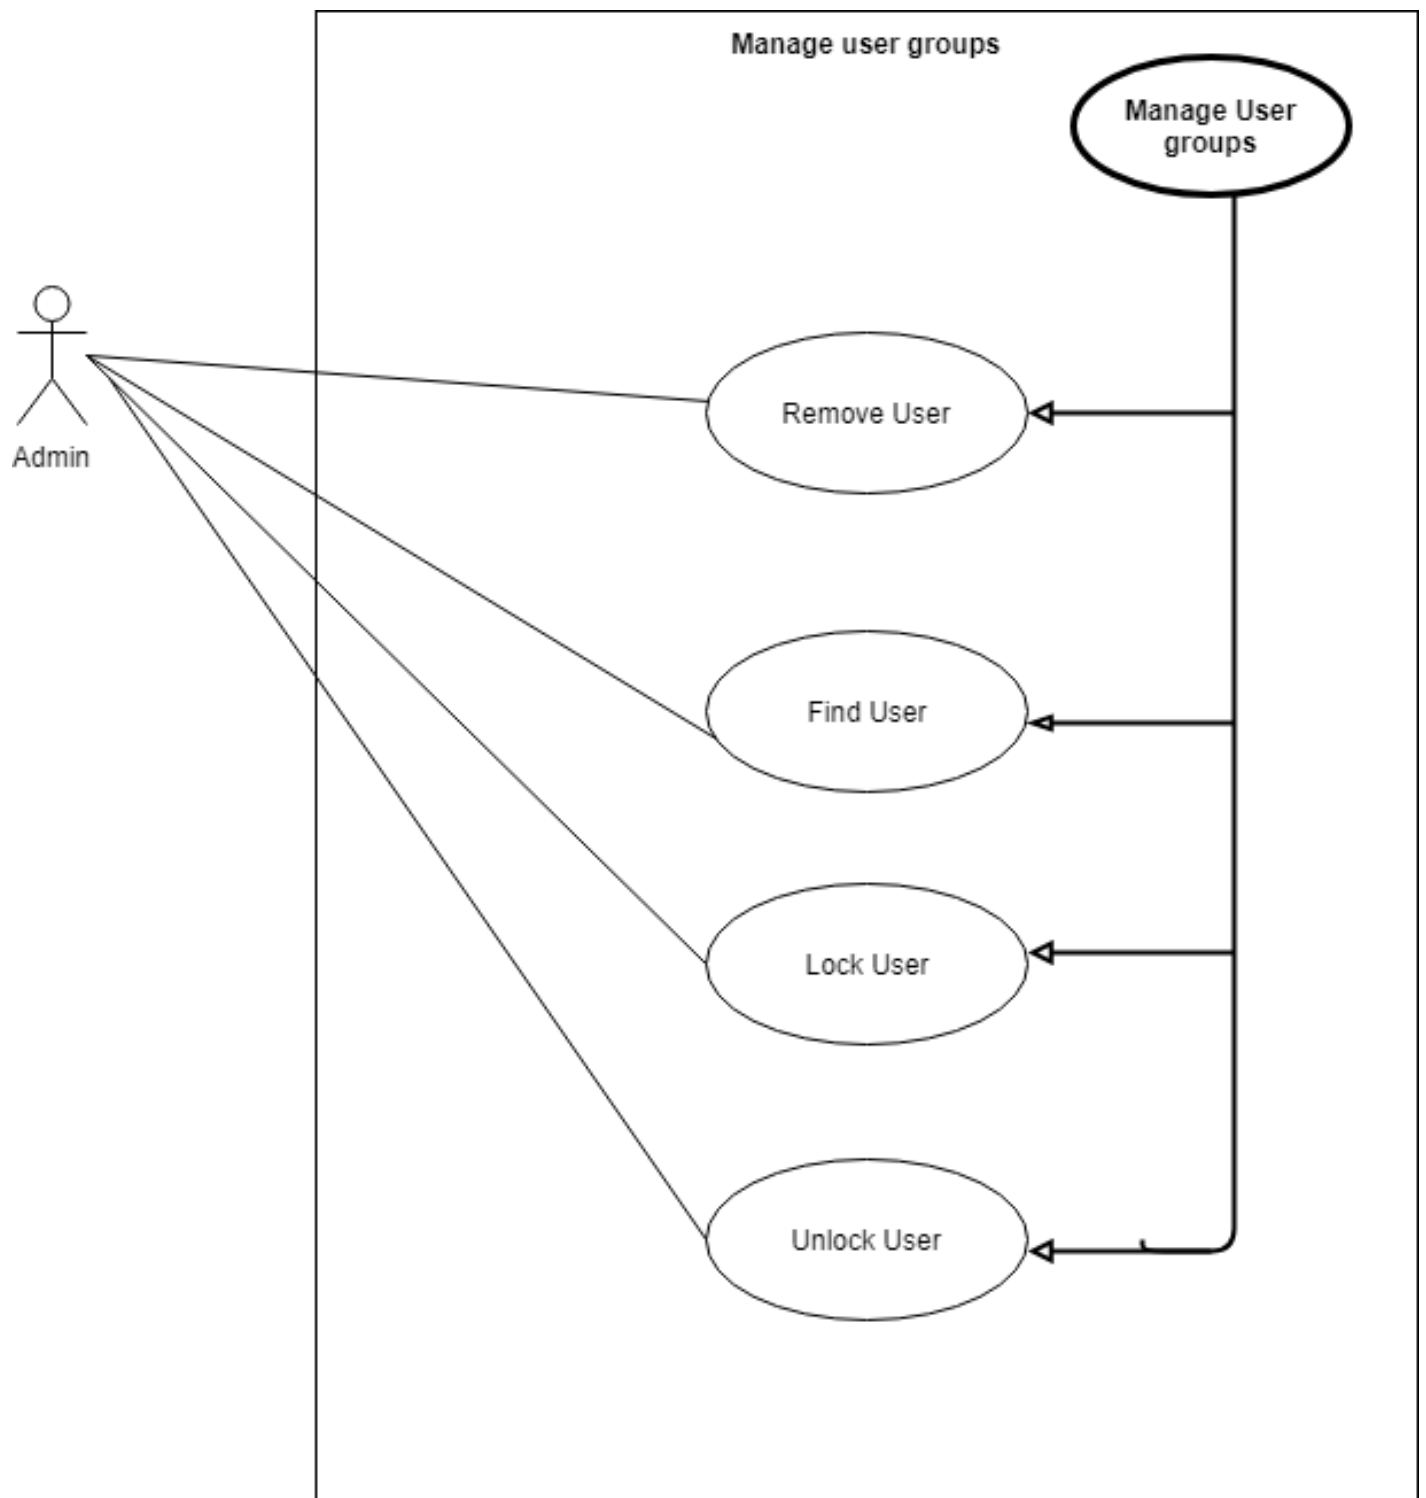 Manage user groups
Manage User
groups
Admin
Remove User
Find User
Lock User
Unlock User